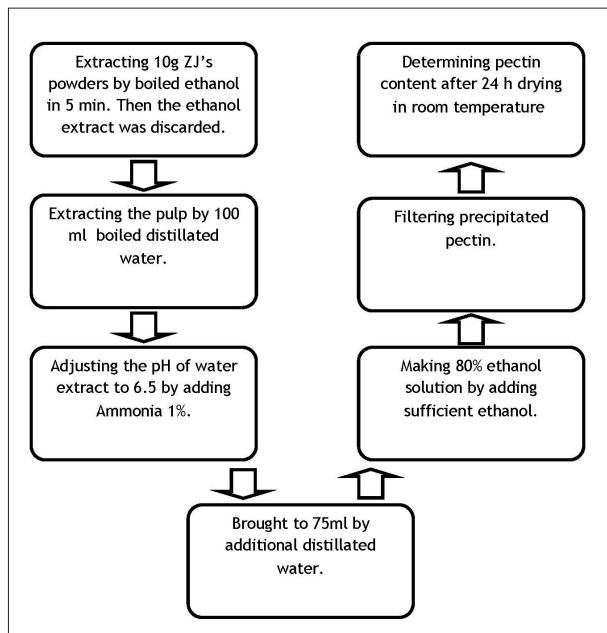 Extracting 10g ZJ's
powders by boiled ethanol
in 5 min. Then the ethanol
extract was discarded.
Extracting the pulp by 100
ml boiled distillated
water.
Adjusting the pH of water
extract to 6.5 by adding
Ammonia 1%.
Brought to 75ml by
additional distillated
water.
Making 80% ethanol
solution by adding
sufficient ethanol.
Filtering precipitated
pectin.
Determining pectin
content after 24 h drying
in room temperature